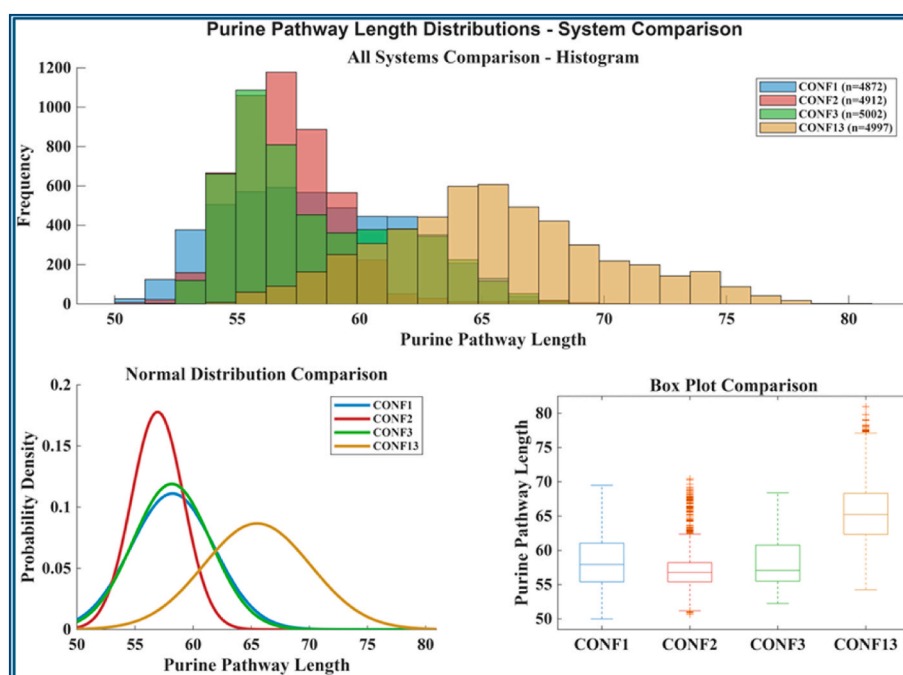 Purine Pathway Length Distributions - System Comparison
All Systems Comparison - Histogram
1200
1000
800
600
400
200
0
Frequency
CONF1 (n=4872)
CONF2 (n=4912)
CONF3 (n=5002)
CONF13 (n=4997)
50 55 60 65 70 75 80
Purine Pathway Length
Normal Distribution Comparison
0.2
0.15
0.1
0.05
0
Probability Density
CONF1
CONF2
CONF3
CONF13
50 55 60 65 70 75 80
Purine Pathway Length
Box Plot Comparison
80
75
70
65
60
55
50
Purine Pathway Length
CONF1 CONF2 CONF3 CONF13